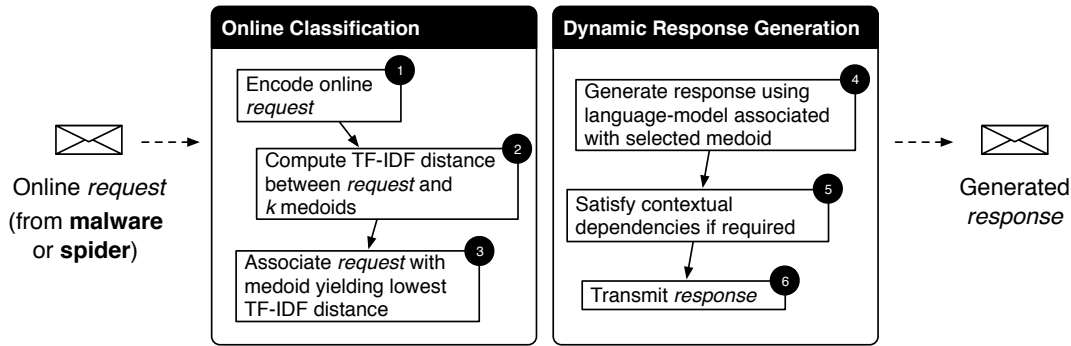 Online Classification
Dynamic Response Generation
1
Encode online
request
2
Compute TF-IDF distance
between request and
k medoids
3
Associate request with
medoid yielding lowest
TF-IDF distance
4
Generate response using
language-model associated
with selected medoid
5
Satisfy contextual
dependencies if required
6
Transmit response
Online request
(from malware
or spider)
Generated
response